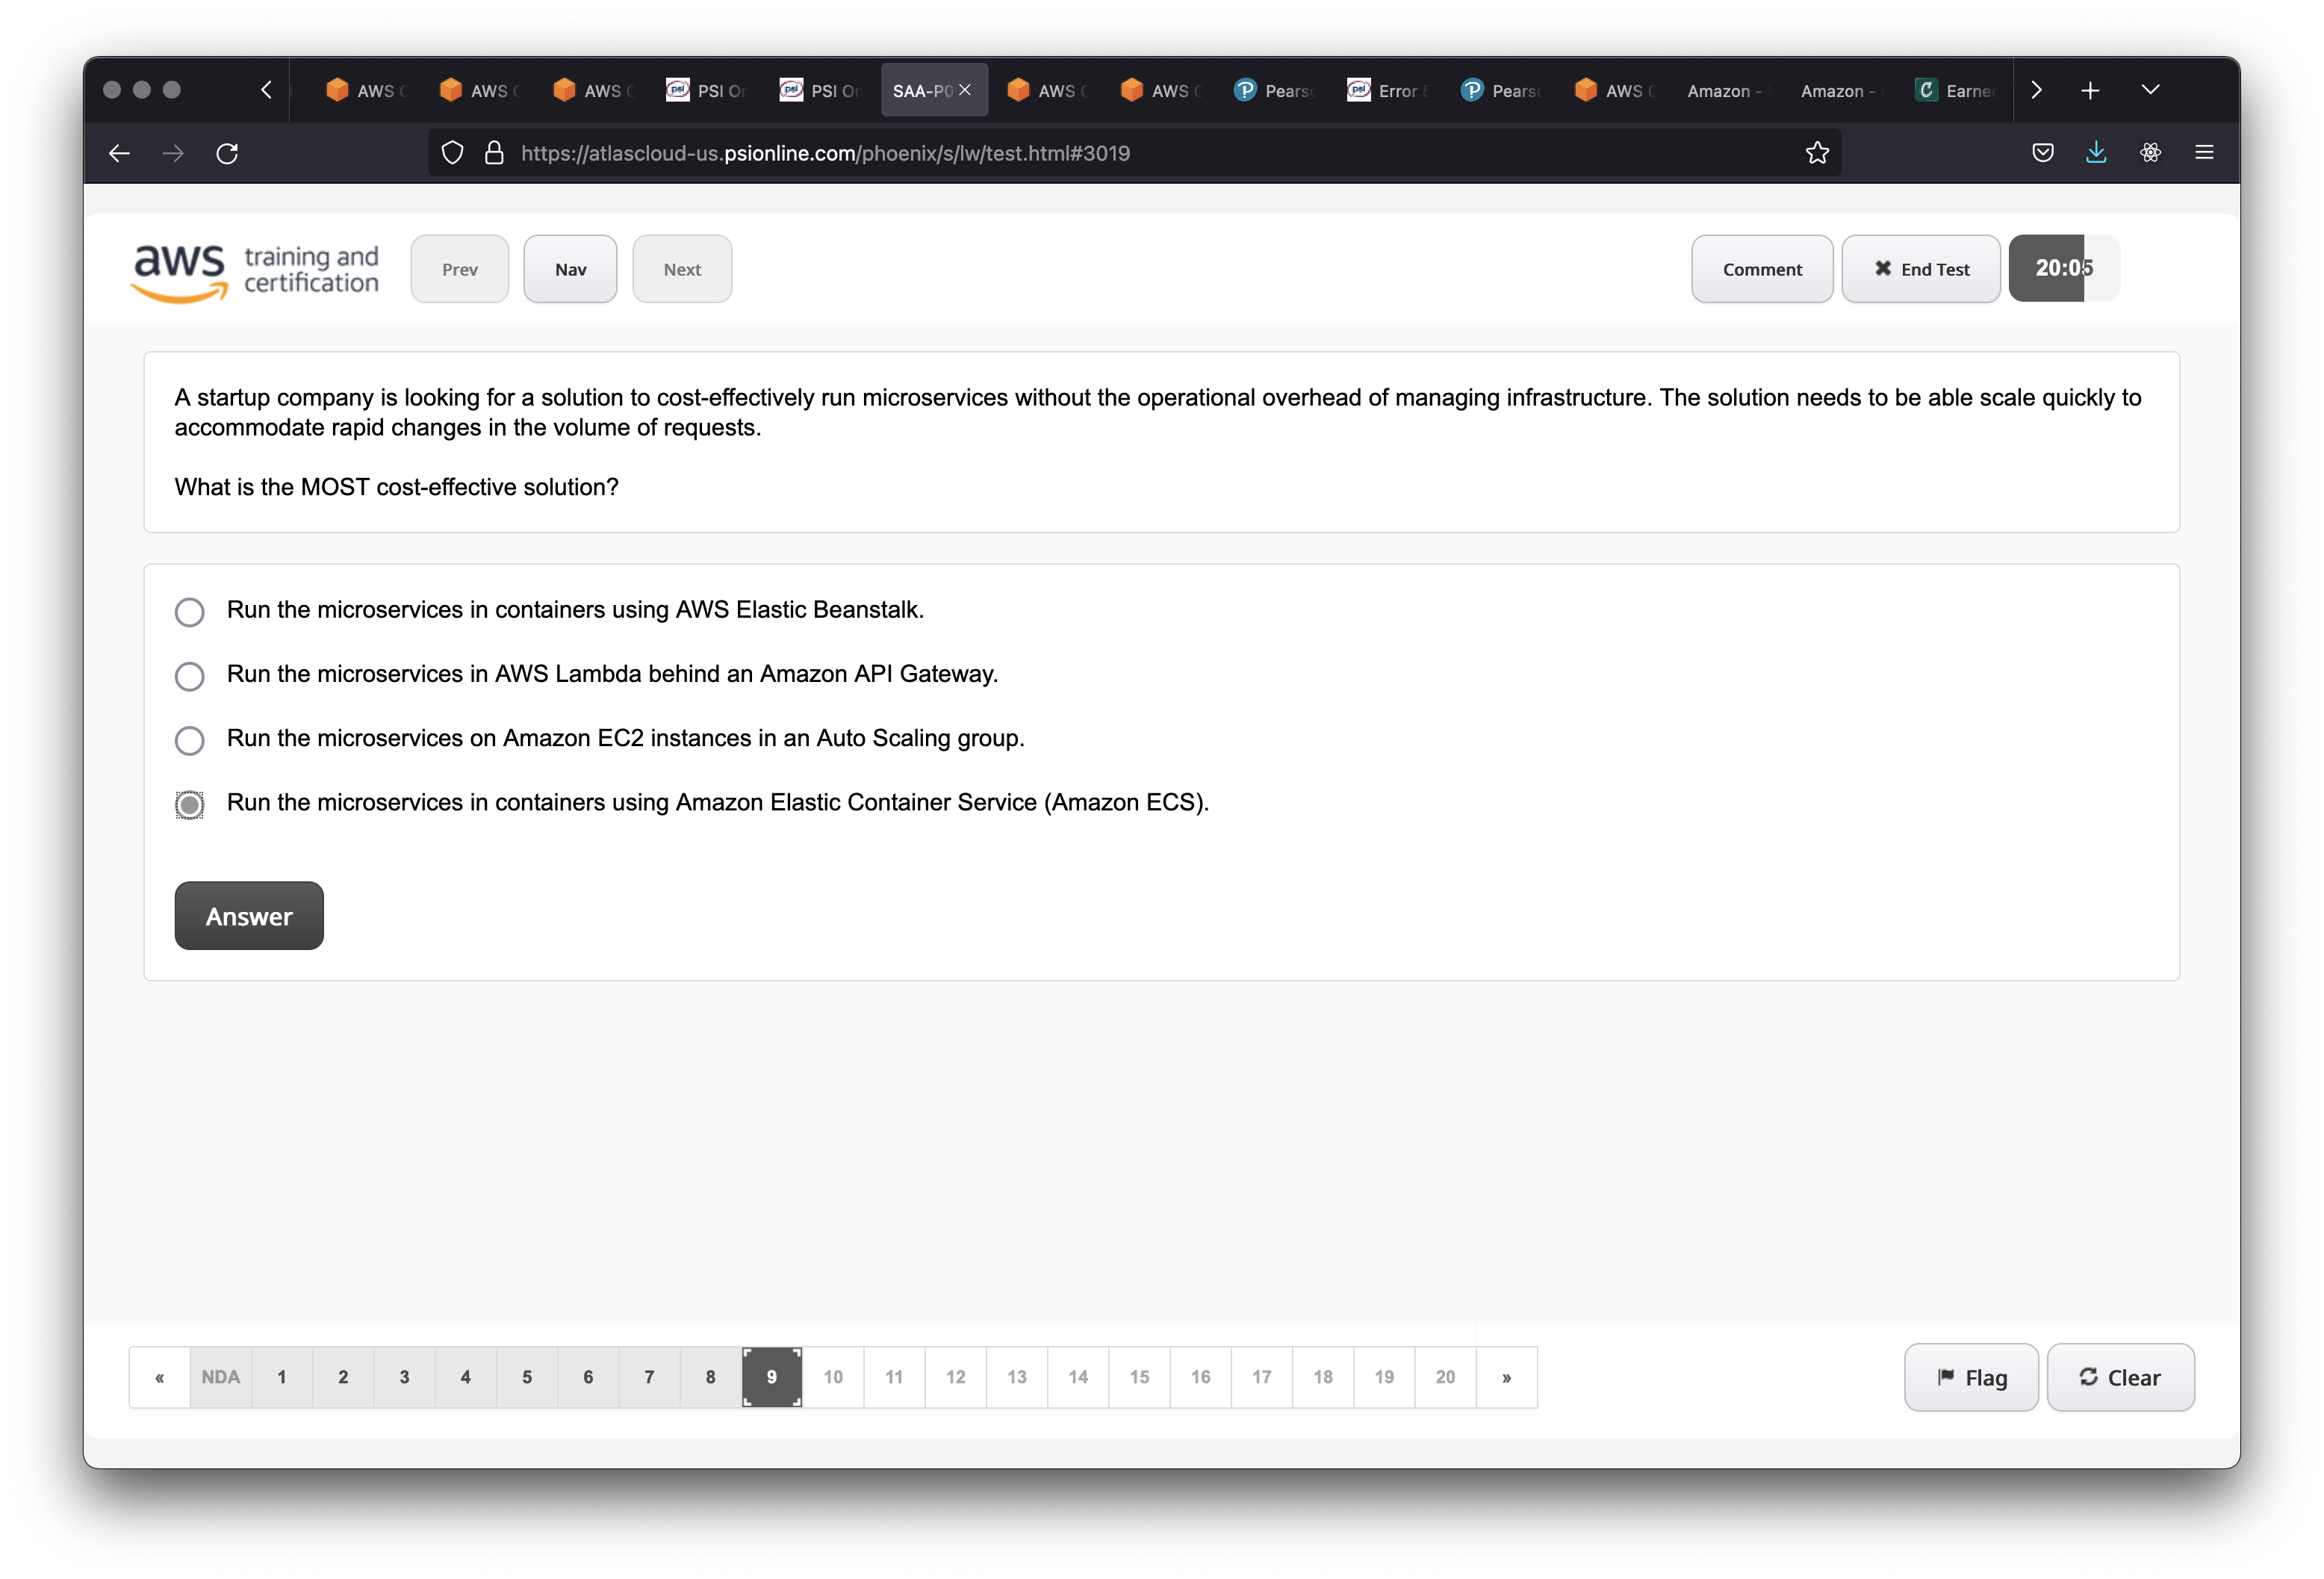 AWS
AWS
AWS
PSI
PSI
SAA-P0
AWS
AWS
Pears
Error
Pears
AWS
Amazon -
Amazon -
Earne
https://atlascloud-us.psionline.com/phoenix/s/lw/test.html#3019
aws training and
certification
Prev
Nav
Next
Comment
✖ End Test
20:05
A startup company is looking for a solution to cost-effectively run microservices without the operational overhead of managing infrastructure. The solution needs to be able scale quickly to
accommodate rapid changes in the volume of requests.
What is the MOST cost-effective solution?
Run the microservices in containers using AWS Elastic Beanstalk.
Run the microservices in AWS Lambda behind an Amazon API Gateway.
Run the microservices on Amazon EC2 instances in an Auto Scaling group.
Run the microservices in containers using Amazon Elastic Container Service (Amazon ECS).
Answer
« NDA 1 2 3 4 5 6 7 8 9 10 11 12 13 14 15 16 17 18 19 20 »
Flag
Clear